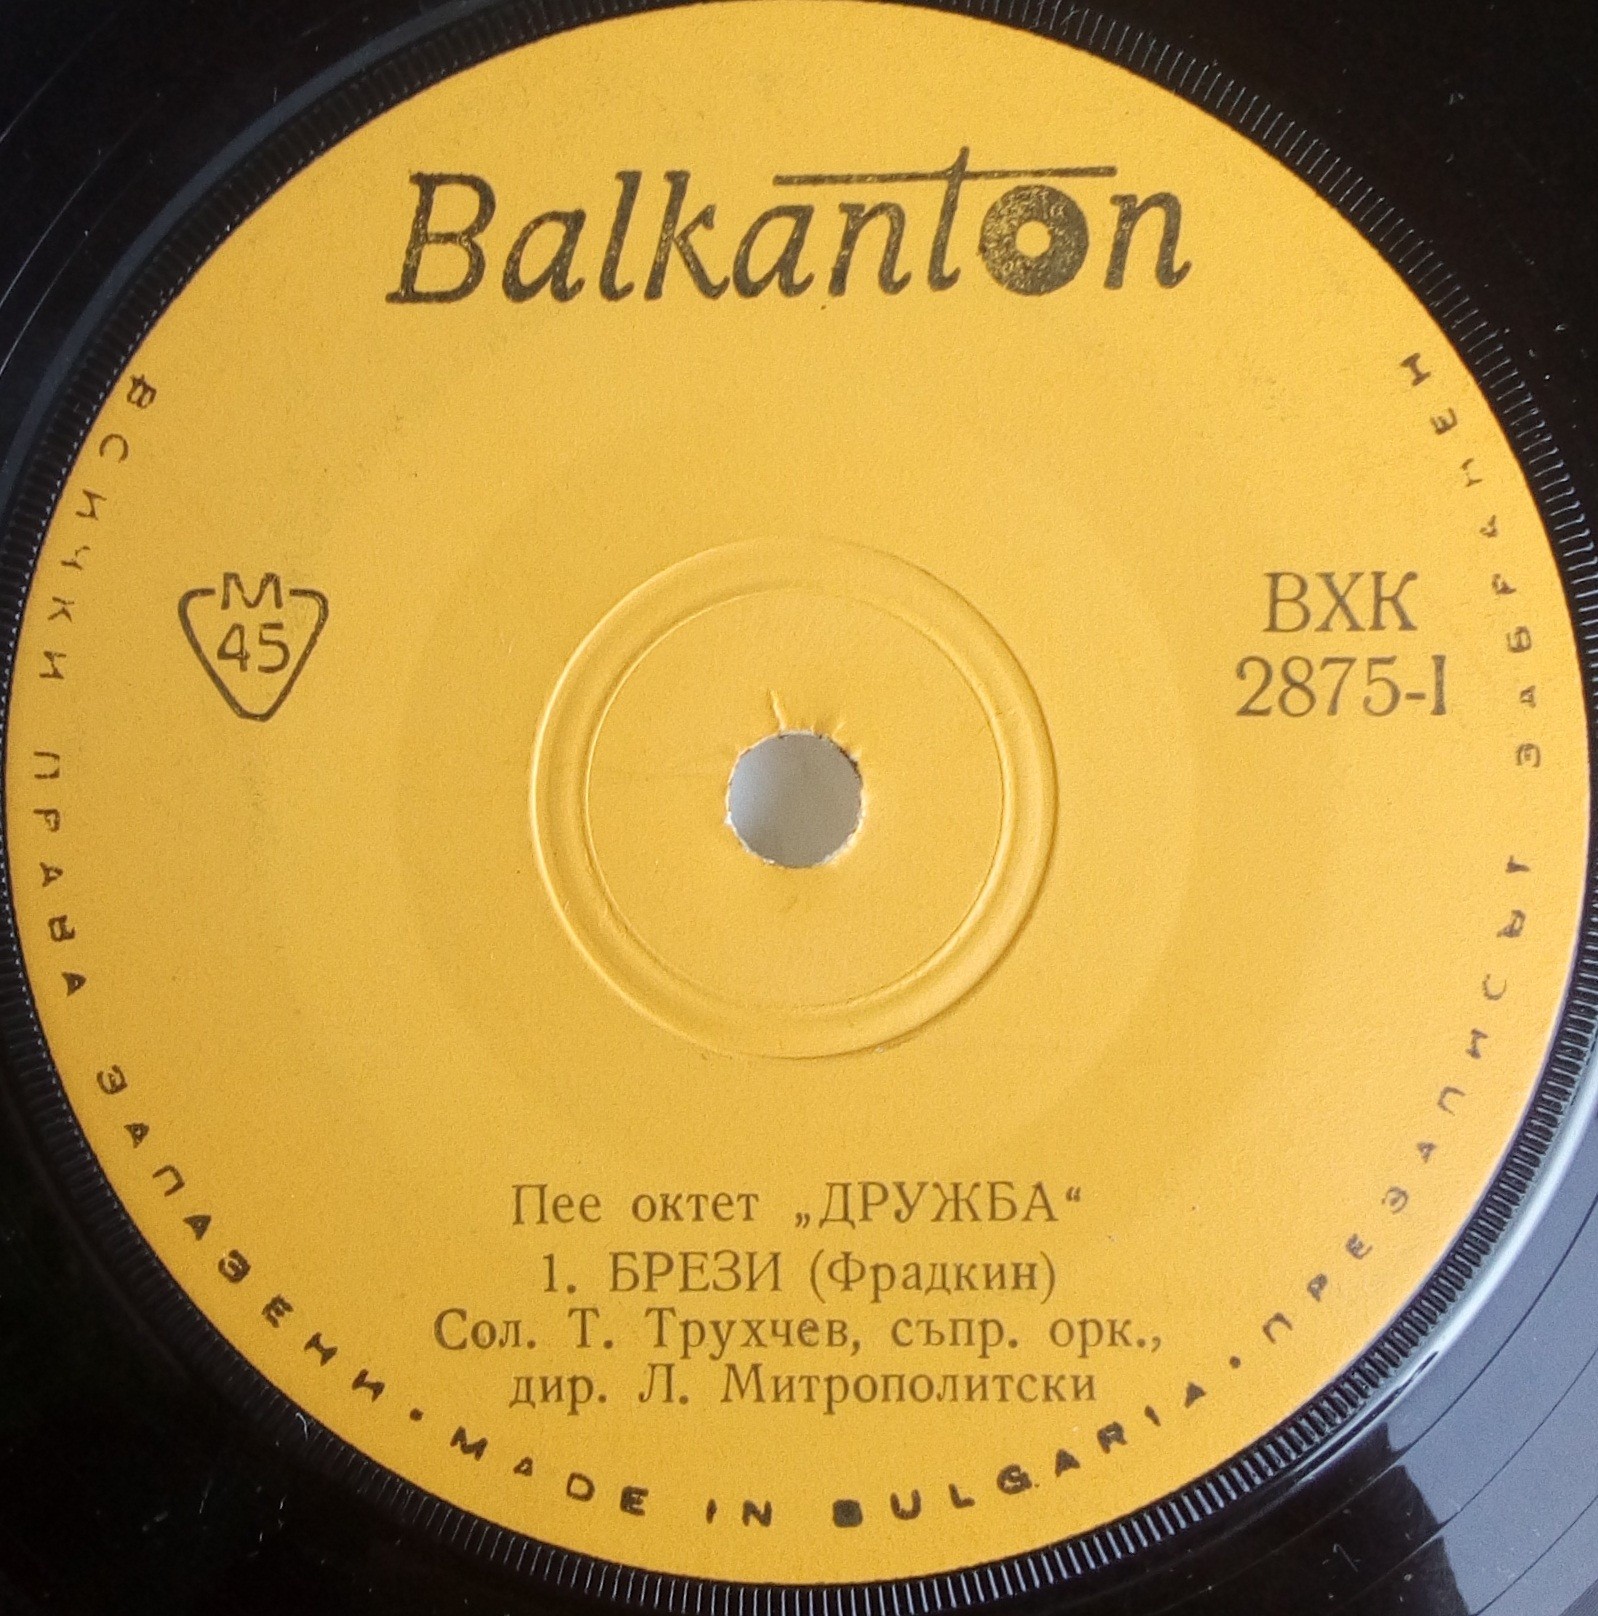 Balkanton
M
45
ВХК
2875-I
Пее октет „ДРУЖБА“
1. БРЕЗИ (Фрадкин)
Сол. Т. Трухчев, съпр. орк.,
дир. Л. Митрополитски
ВСИЧКИ ПРАВА ЗАПАЗЕНИ · MADE IN BULGARIA · ПРЕЗАПИСЪТ